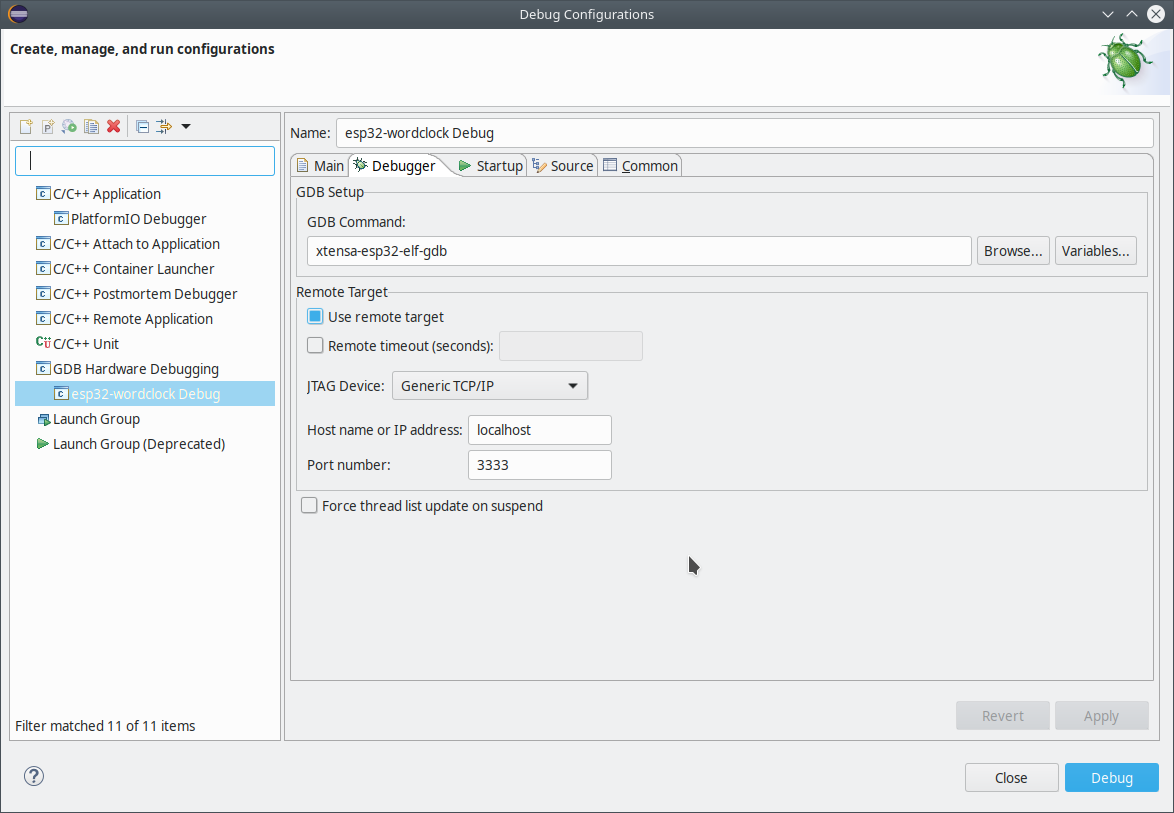 Debug Configurations
Create, manage, and run configurations
C/C++ Application
PlatformIO Debugger
C/C++ Attach to Application
C/C++ Container Launcher
C/C++ Postmortem Debugger
C/C++ Remote Application
C/C++ Unit
GDB Hardware Debugging
esp32-wordclock Debug
Launch Group
Launch Group (Deprecated)
Filter matched 11 of 11 items
Name: esp32-wordclock Debug
Main Debugger Startup Source Common
GDB Setup
GDB Command:
xtensa-esp32-elf-gdb Browse... Variables...
Remote Target
Use remote target
Remote timeout (seconds):
JTAG Device: Generic TCP/IP
Host name or IP address: localhost
Port number: 3333
Force thread list update on suspend
Revert Apply
Close Debug